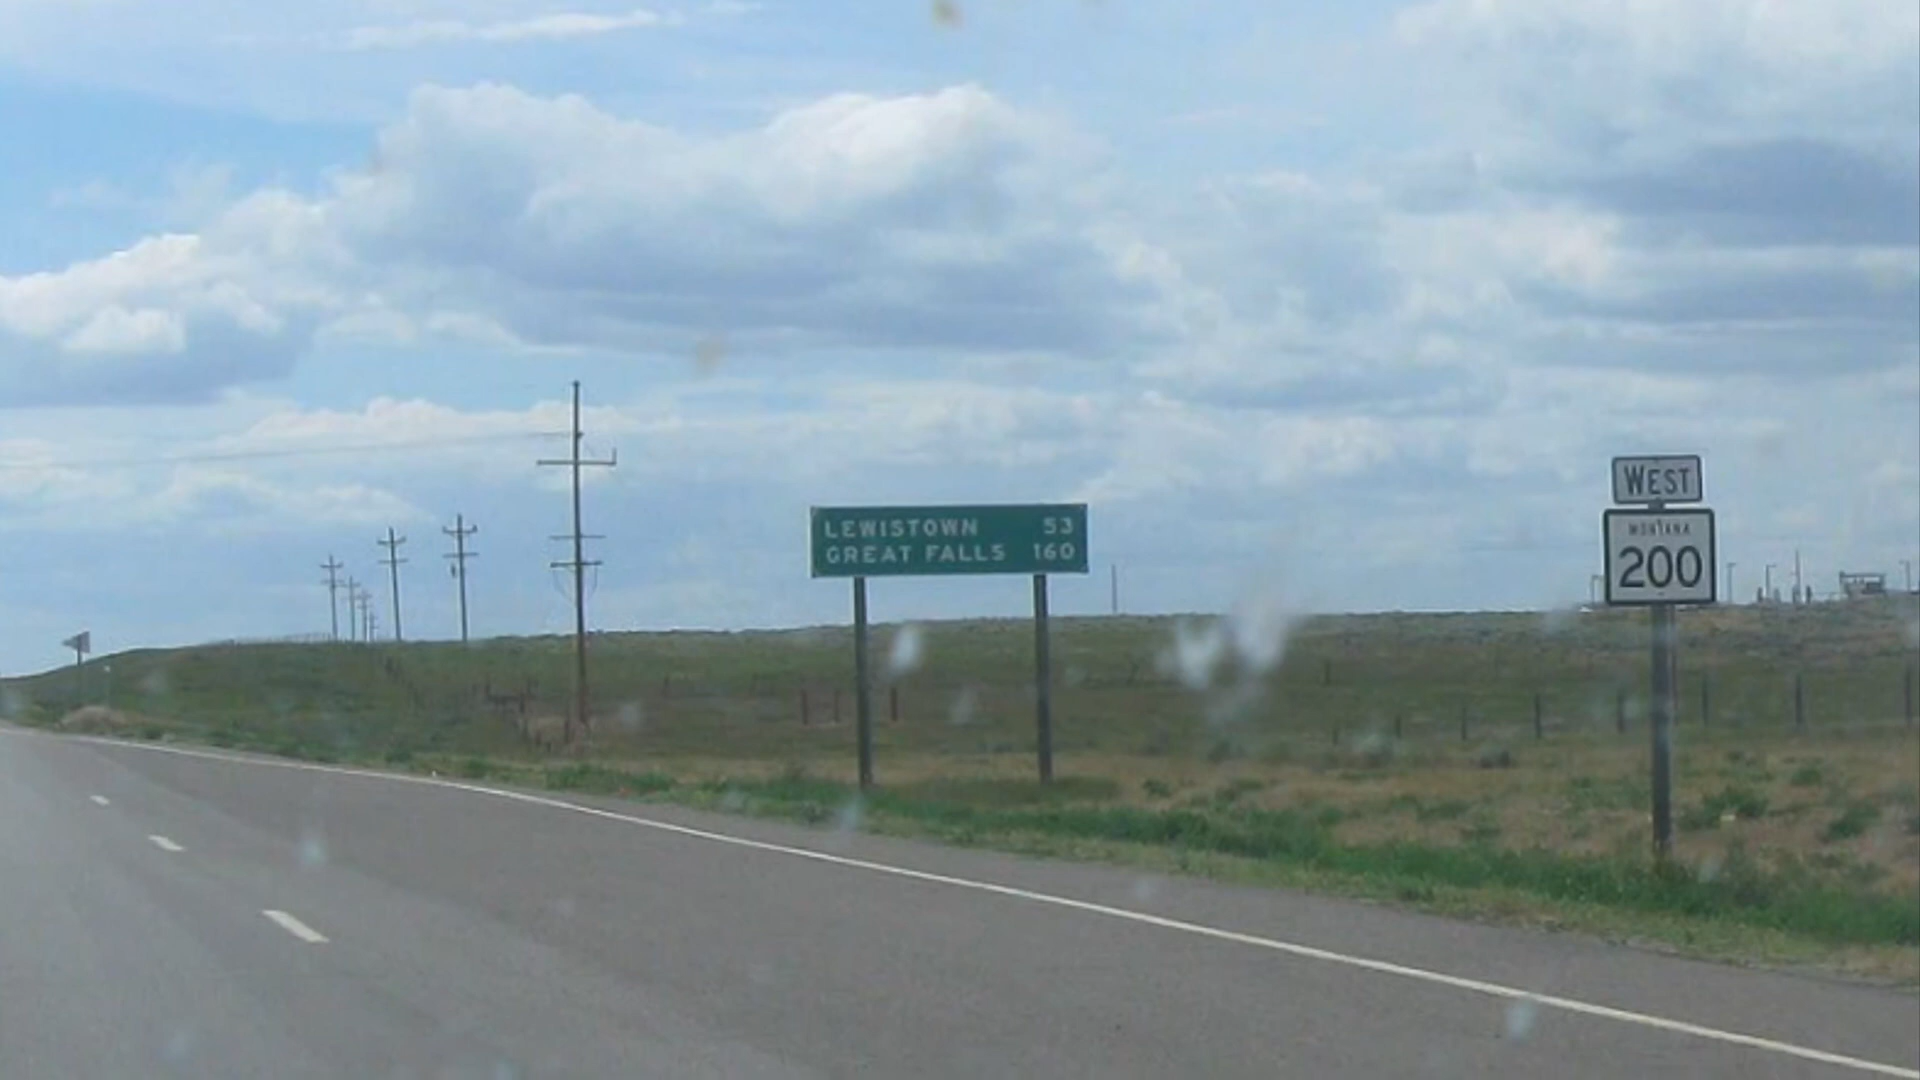 LEWISTOWN 53
GREAT FALLS 160
WEST
MONTANA
200